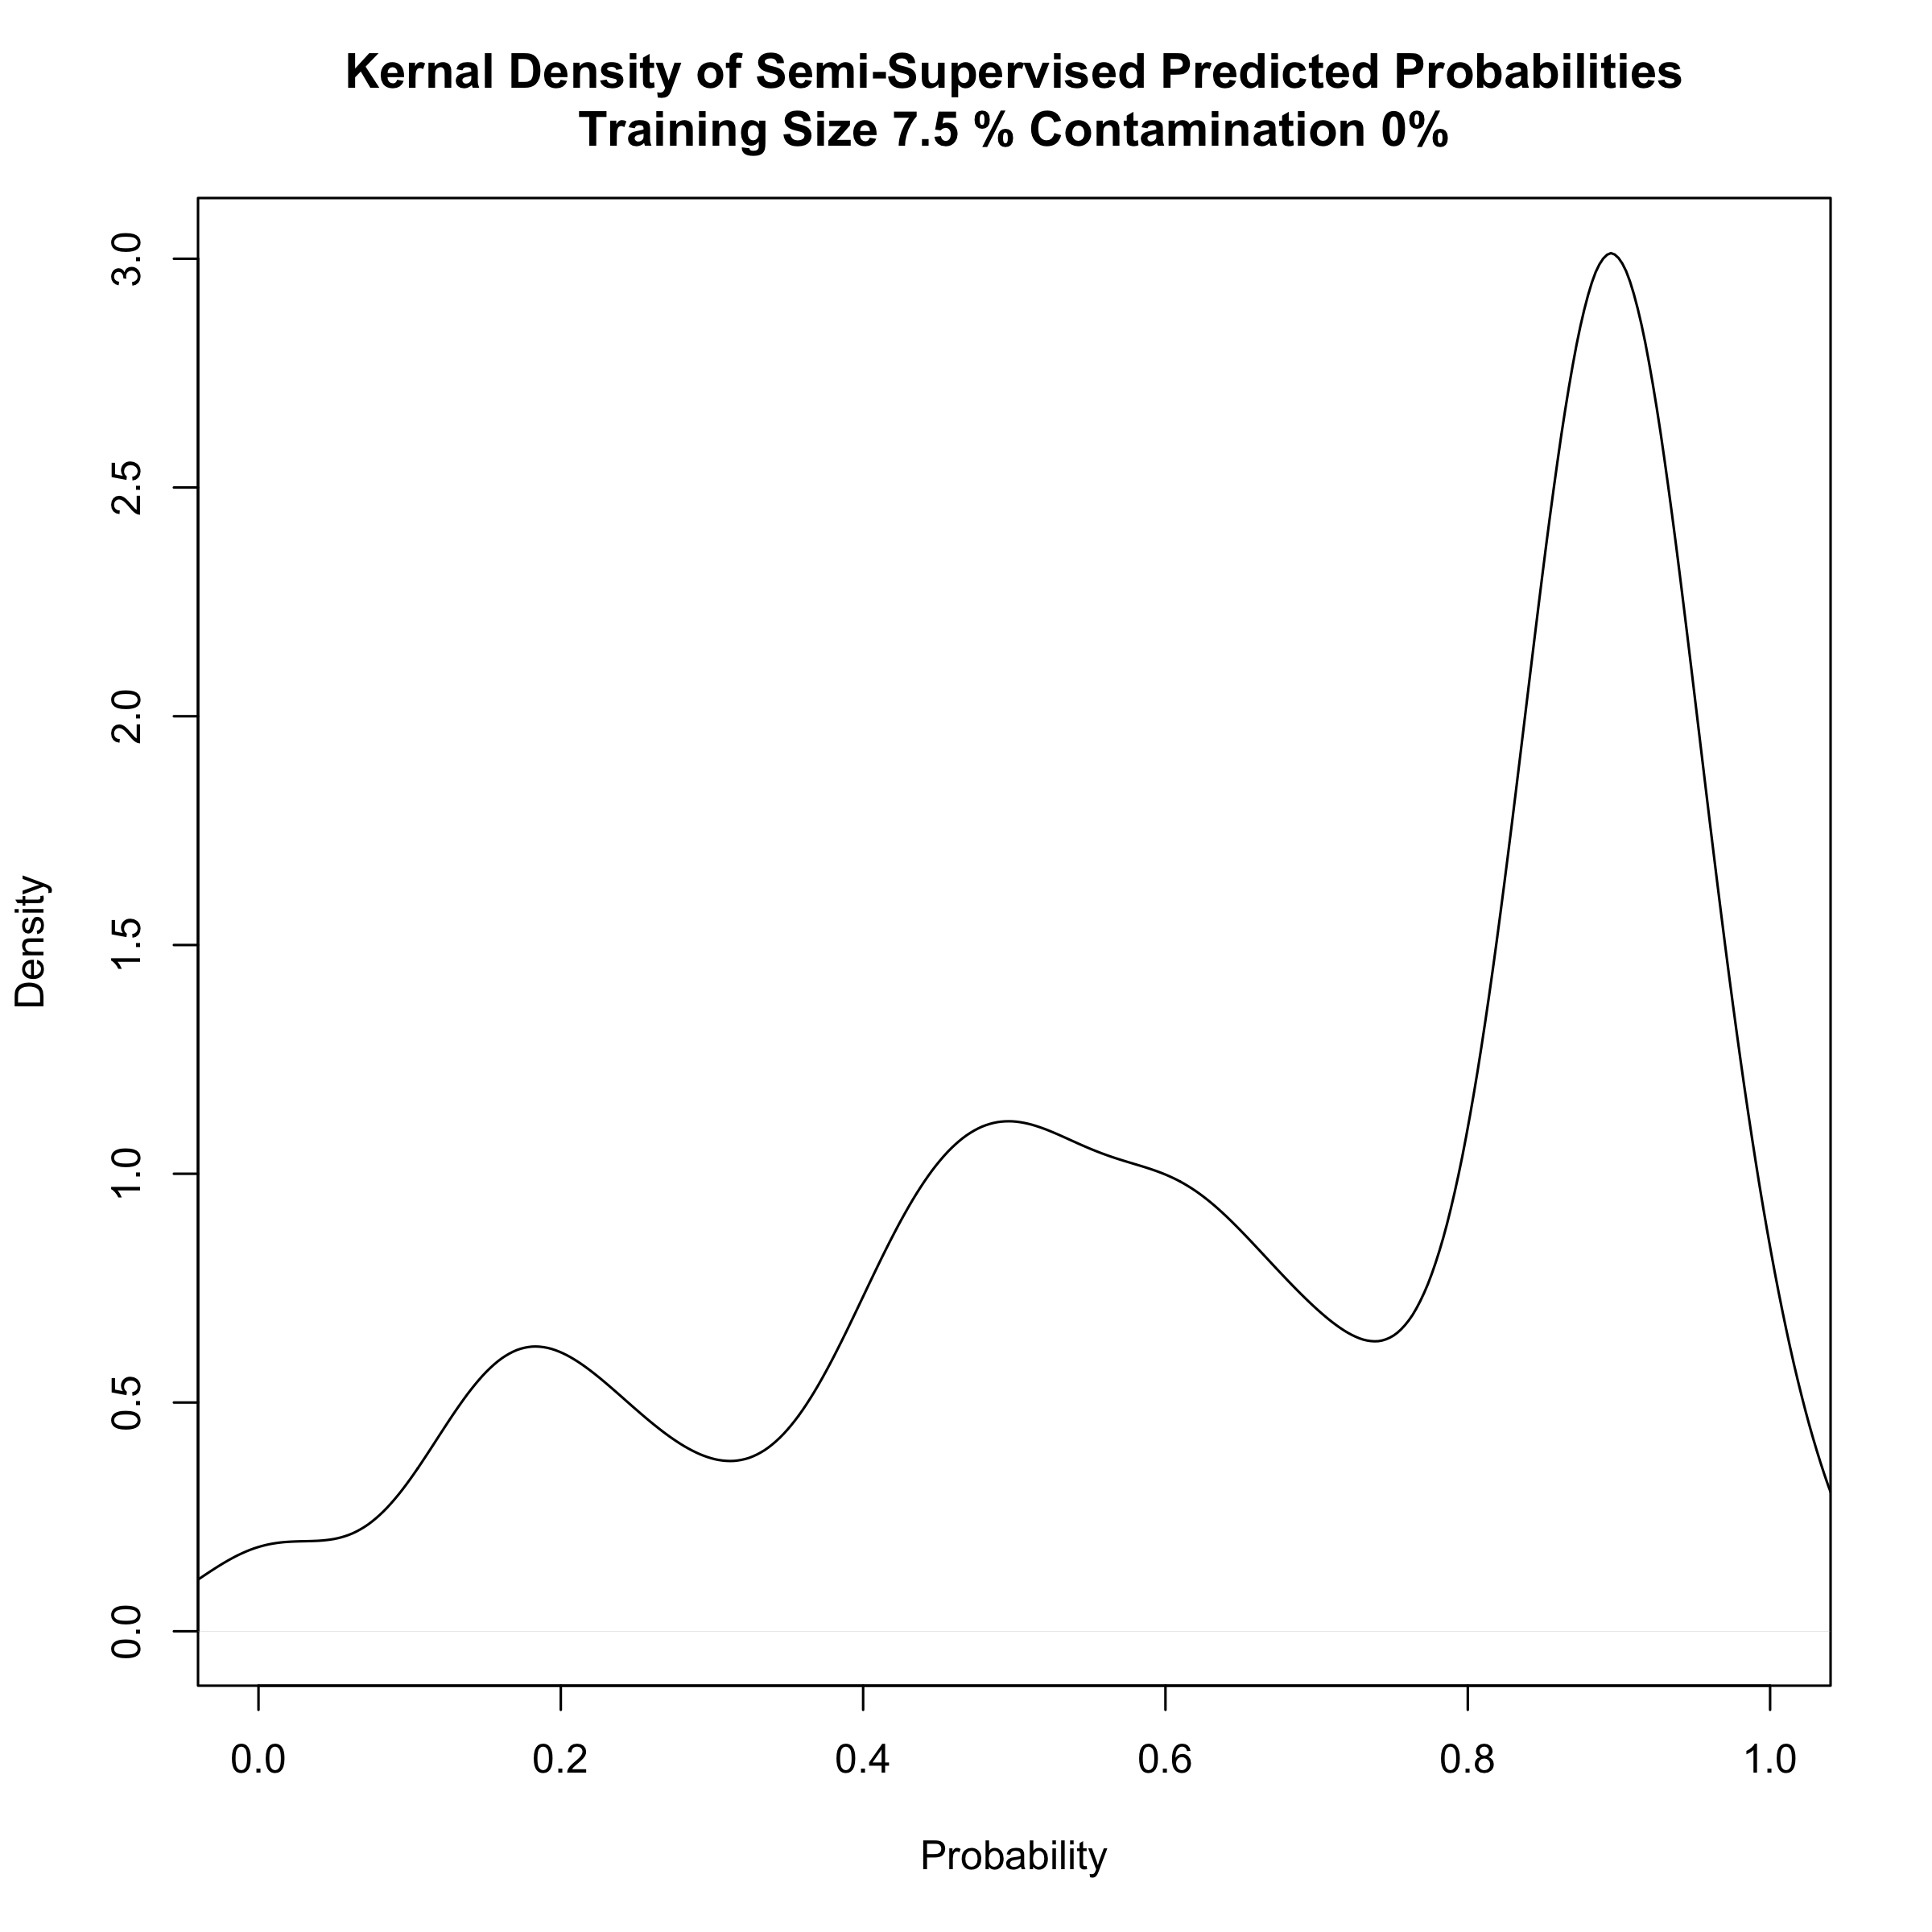 Kernal Density of Semi-Supervised Predicted Probabilities
Training Size 7.5 % Contamination 0%
Density
3.0
2.5
2.0
1.5
1.0
0.5
0.0
0.0 0.2 0.4 0.6 0.8 1.0
Probability